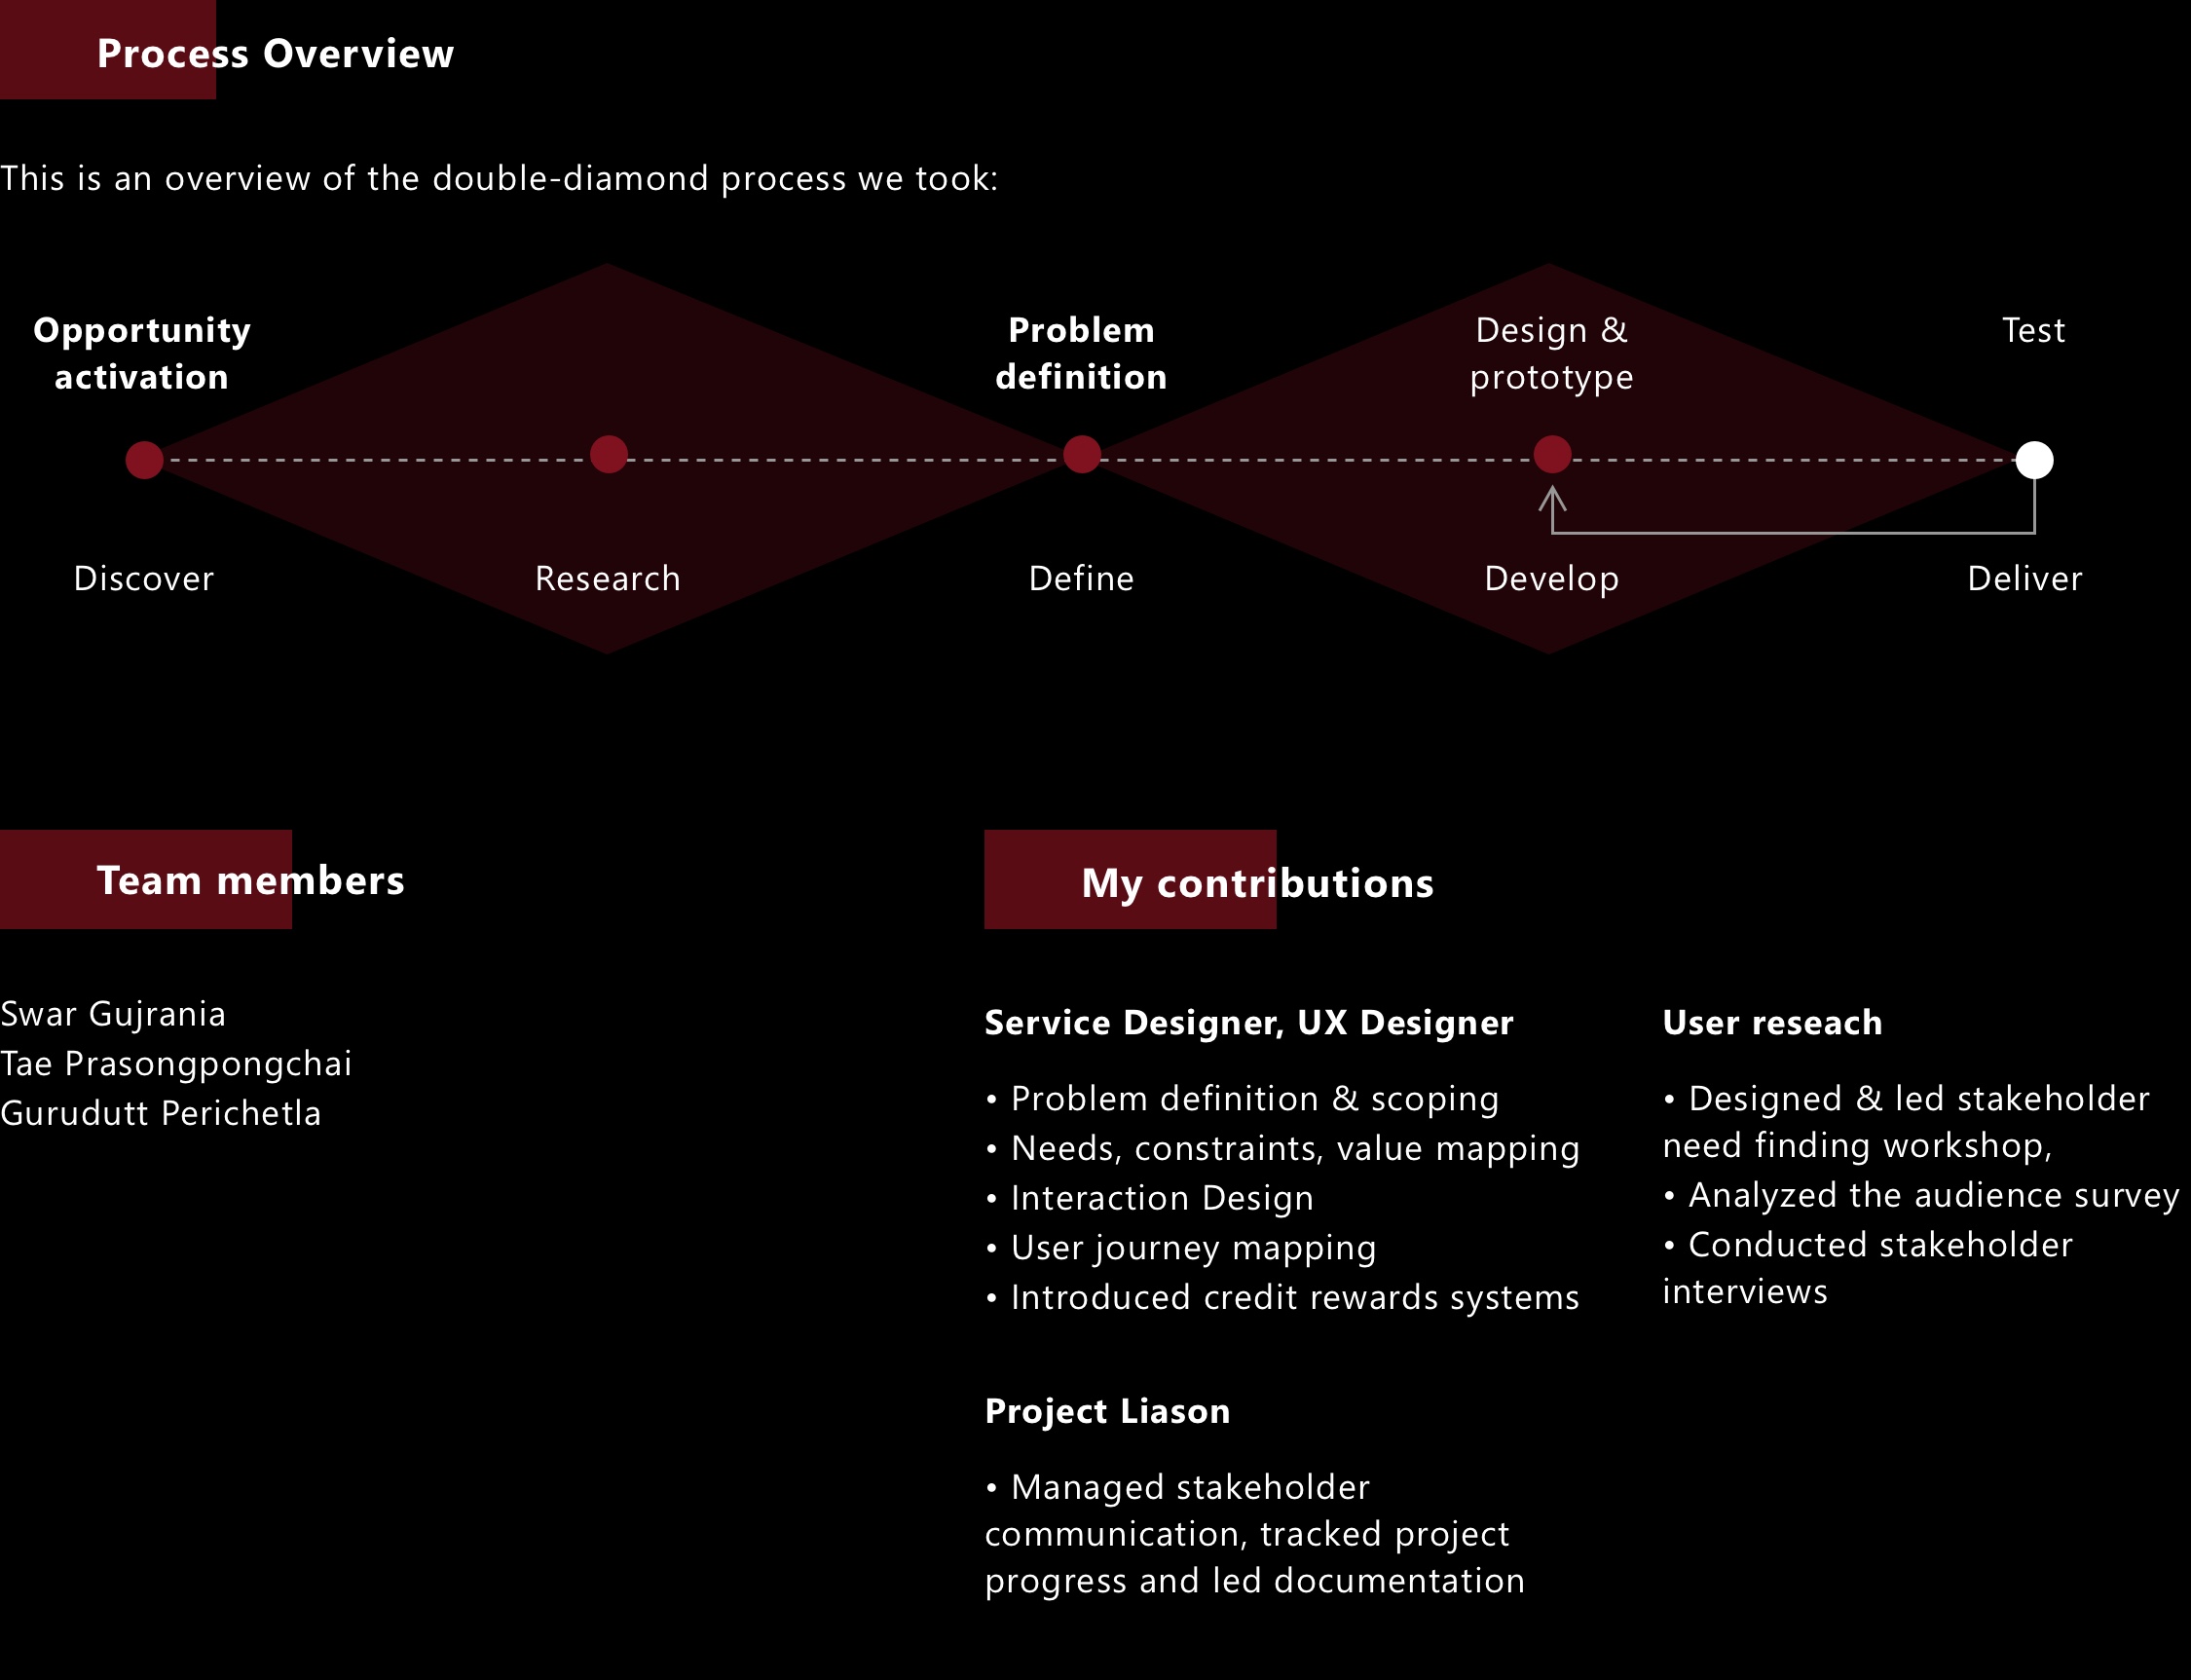 Process Overview
This is an overview of the double-diamond process we took:
Opportunity
activation
Problem
definition
Design &
prototype
Test
Discover
Research
Define
Develop
Deliver
Team members
Swar Gujrania
Tae Prasongpongchai
Gurudutt Perichetla
My contributions
Service Designer, UX Designer
• Problem definition & scoping
• Needs, constraints, value mapping
• Interaction Design
• User journey mapping
• Introduced credit rewards systems
User reseach
• Designed & led stakeholder
need finding workshop,
• Analyzed the audience survey
• Conducted stakeholder
interviews
Project Liason
• Managed stakeholder
communication, tracked project
progress and led documentation